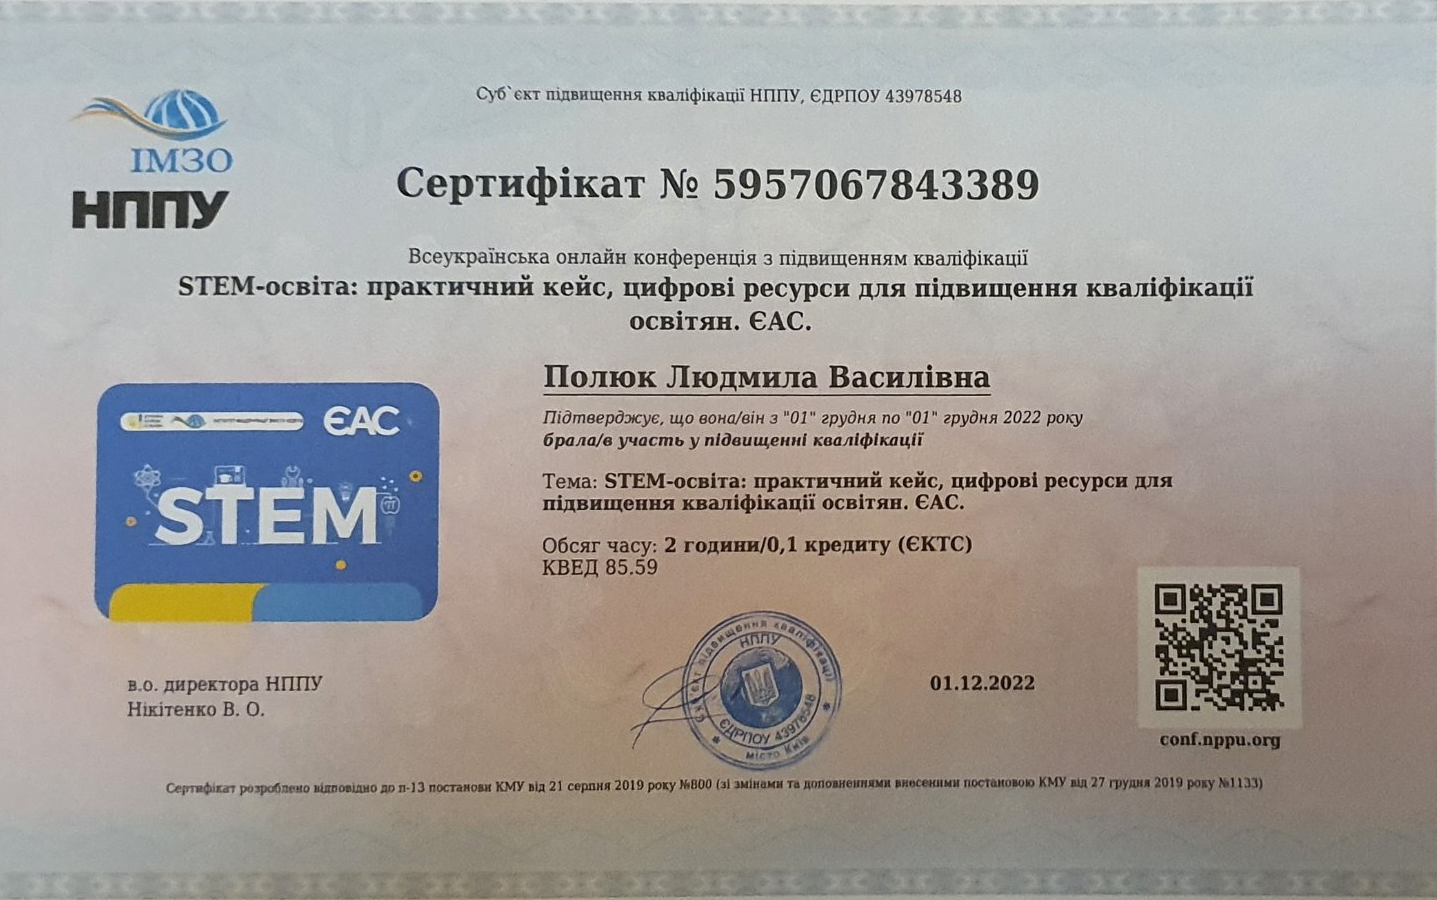 Суб`єкт підвищення кваліфікації НППУ, ЄДРПОУ 43978548
ІМЗО
НППУ
Сертифікат № 5957067843389
Всеукраїнська онлайн конференція з підвищенням кваліфікації
STEM-освіта: практичний кейс, цифрові ресурси для підвищення кваліфікації
освітян. ЄАС.
Полюк Людмила Василівна
Підтверджує, що вона/він з "01" грудня по "01" грудня 2022 року
брала/в участь у підвищенні кваліфікації
ЄАС
STEM
Тема: STEM-освіта: практичний кейс, цифрові ресурси для
підвищення кваліфікації освітян. ЄАС.
Обсяг часу: 2 години/0,1 кредиту (ЄКТС)
КВЕД 85.59
в.о. директора НППУ
Нікітенко В. О.
Суб'єкт підвищення кваліфікації
НППУ
ЄДРПОУ 43978548
місто Київ
01.12.2022
conf.nppu.org
Сертифікат розроблено відповідно до п-13 постанови КМУ від 21 серпня 2019 року №800 (зі змінами та доповненнями внесеними постановою КМУ від 27 грудня 2019 року №1133)